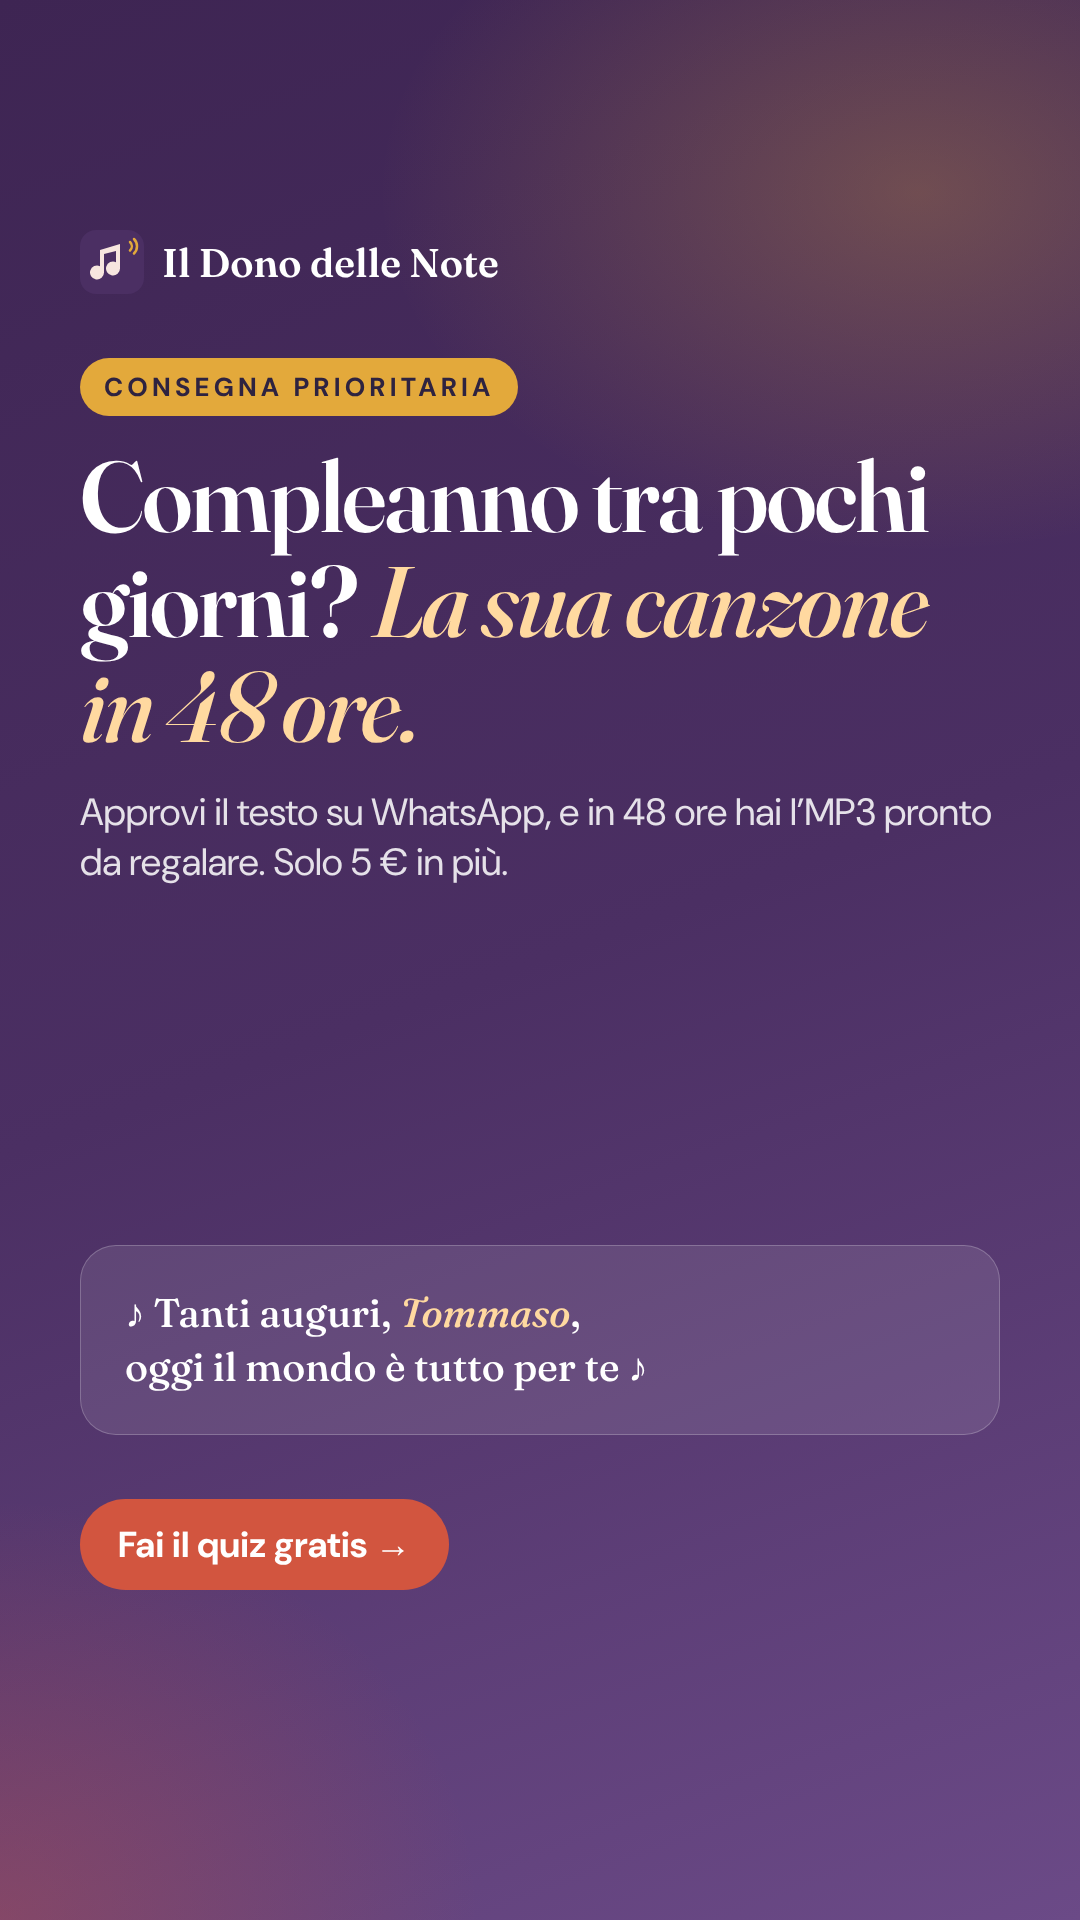 Il Dono delle Note
CONSEGNA PRIORITARIA
Compleanno tra pochi
giorni? La sua canzone
in 48 ore.
Approvi il testo su WhatsApp, e in 48 ore hai l’MP3 pronto
da regalare. Solo 5 € in più.
♪ Tanti auguri, Tommaso,
oggi il mondo è tutto per te ♪
Fai il quiz gratis →